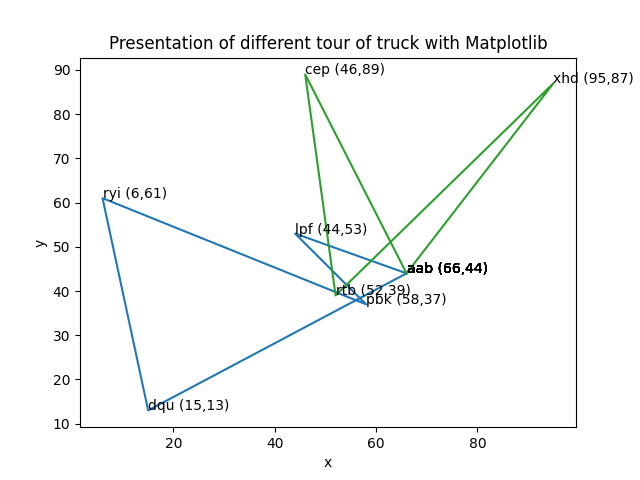 Presentation of different tour of truck with Matplotlib
90
80
70
60
50
40
30
20
10
y
cep (46,89)
xhd (95,87)
ryi (6,61)
lpf (44,53)
aab (66,44)
rtb (52,39)
pbk (58,37)
dqu (15,13)
20
40
60
80
x